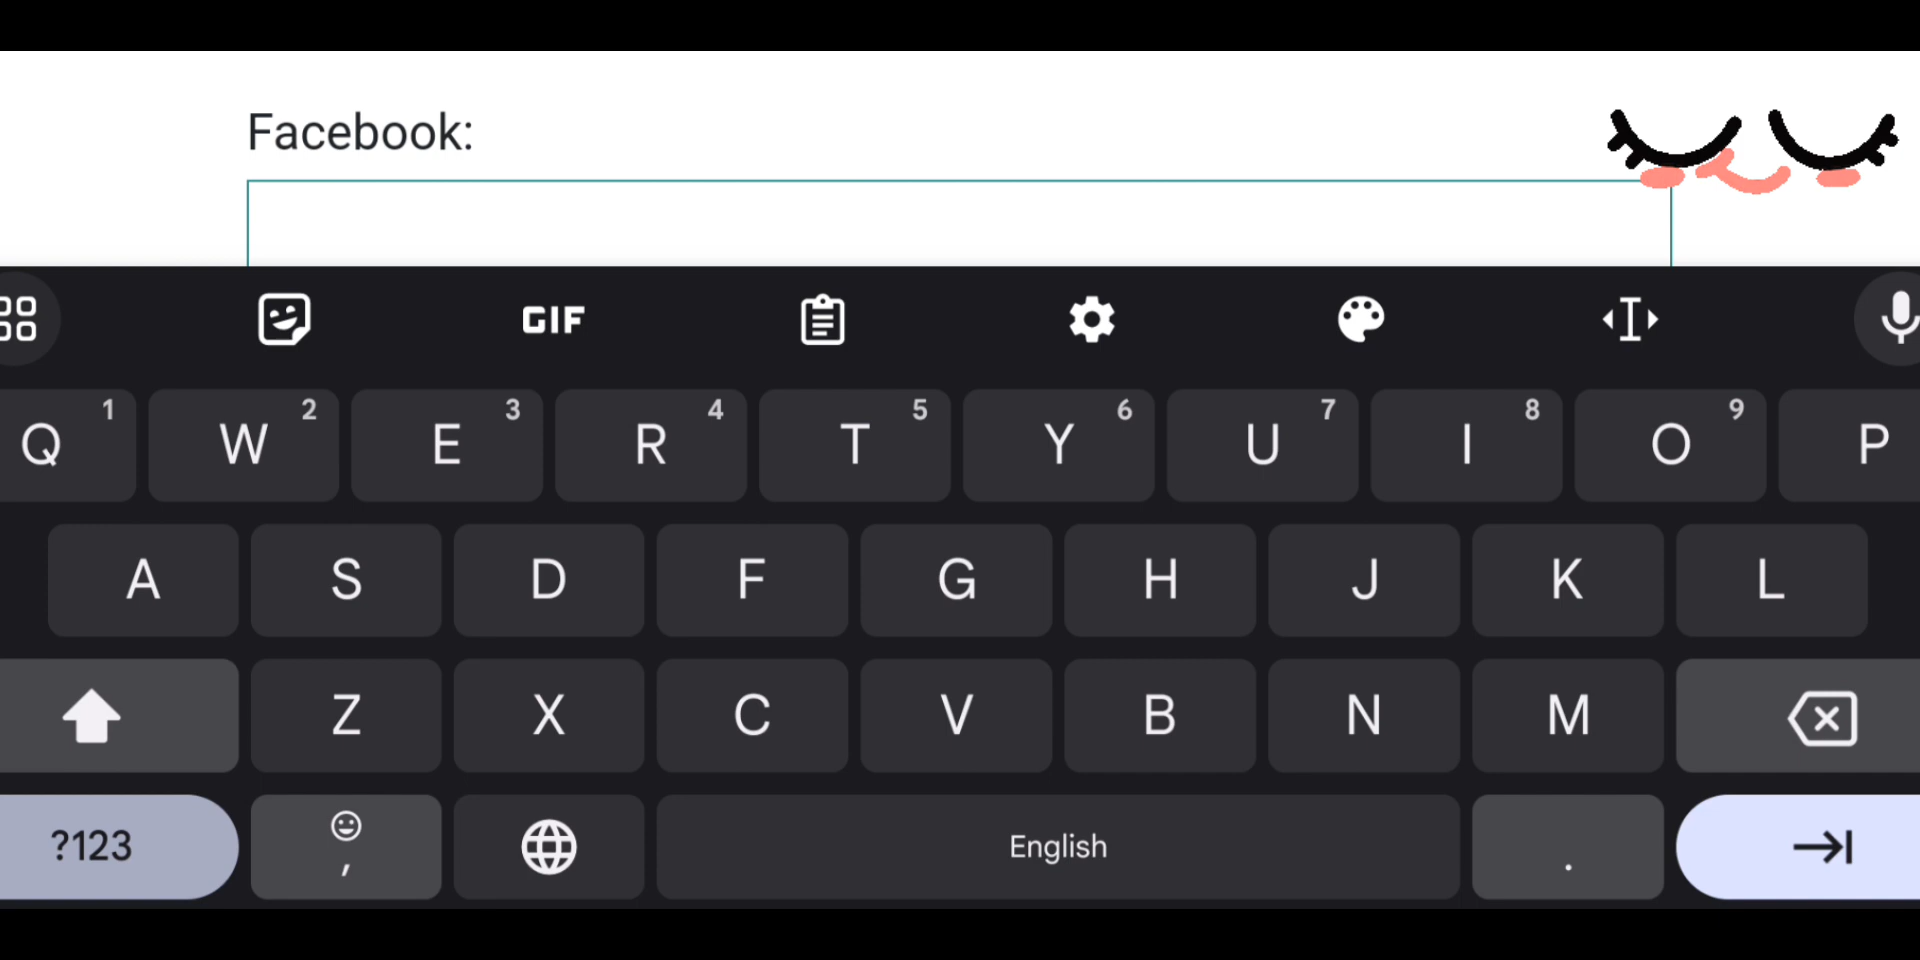 Facebook:
GIF
Q 1 W 2 E 3 R 4 T 5 Y 6 U 7 I 8 O 9 P
A S D F G H J K L
Z X C V B N M
?123 , English .